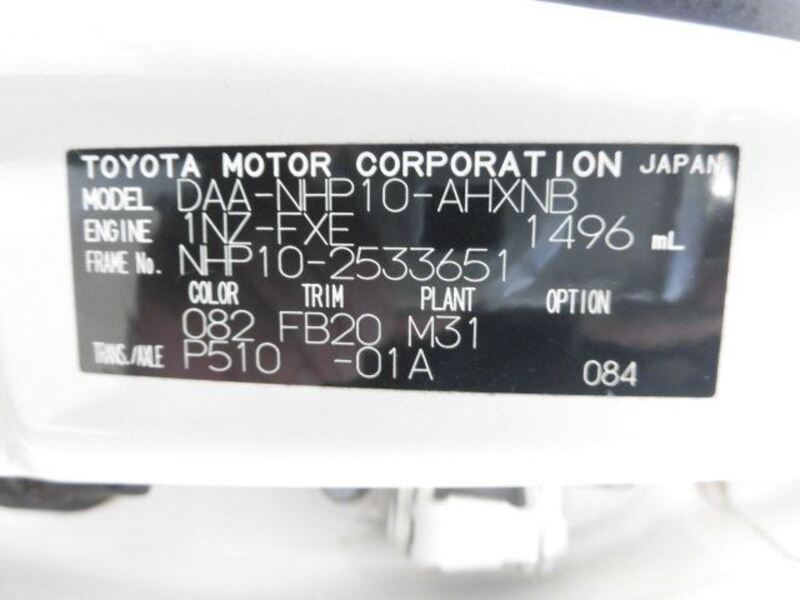 TOYOTA MOTOR CORPORATION JAPAN
MODEL DAA-NHP10-AHXNB
ENGINE 1NZ-FXE 1496 mL
FRAME No. NHP10-2533651
COLOR TRIM PLANT OPTION
082 FB20 M31
TRANS./AXLE P510 -01A 084